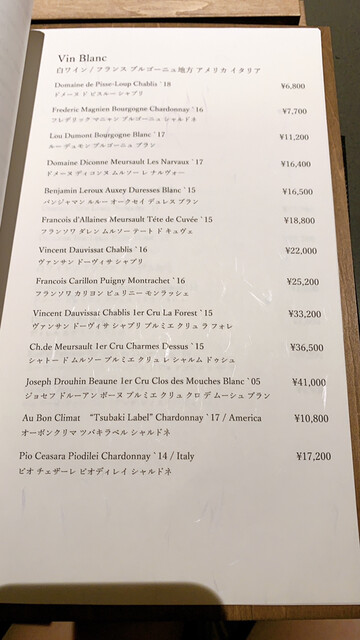 Vin Blanc
白ワイン / フランス ブルゴーニュ地方 アメリカ イタリア
Domaine de Pisse-Loup Chablis `18 ¥6,800
ドメーヌ ド ピスルー シャブリ
Frederic Magnien Bourgogne Chardonnay `16 ¥7,700
フレデリック マニャン ブルゴーニュ シャルドネ
Lou Dumont Bourgogne Blanc `17 ¥11,200
ルー デュモン ブルゴーニュ ブラン
Domaine Diconne Meursault Les Narvaux `17 ¥16,400
ドメーヌ ディコンヌ ムルソー レ ナルヴォー
Benjamin Leroux Auxey Duresses Blanc `15 ¥16,500
バンジャマン ルルー オークセイ デュレス ブラン
Francois d'Allaines Meursault Téte de Cuvée `15 ¥18,800
フランソワ ダレン ムルソー テート ド キュヴェ
Vincent Dauvissat Chablis `16 ¥22,000
ヴァンサン ドーヴィサ シャブリ
Francois Carillon Puigny Montrachet `16 ¥25,200
フランソワ カリヨン ピュリニー モンラッシェ
Vincent Dauvissat Chablis 1er Cru La Forest `15 ¥33,200
ヴァンサン ドーヴィサ シャブリ プルミエ クリュ ラ フォレ
Ch.de Meursault 1er Cru Charmes Dessus `15 ¥36,500
シャトー ド ムルソー プルミエ クリュ レ シャルム ドゥシュ
Joseph Drouhin Beaune 1er Cru Clos des Mouches Blanc `05 ¥41,000
ジョセフ ドルーアン ボーヌ プルミエ クリュ クロ デ ムーシュ ブラン
Au Bon Climat “Tsubaki Label” Chardonnay `17 / America ¥10,800
オーボンクリマ ツバキラベル シャルドネ
Pio Ceasara Piodilei Chardonnay `14 / Italy ¥17,200
ピオ チェザーレ ピオディレイ シャルドネ